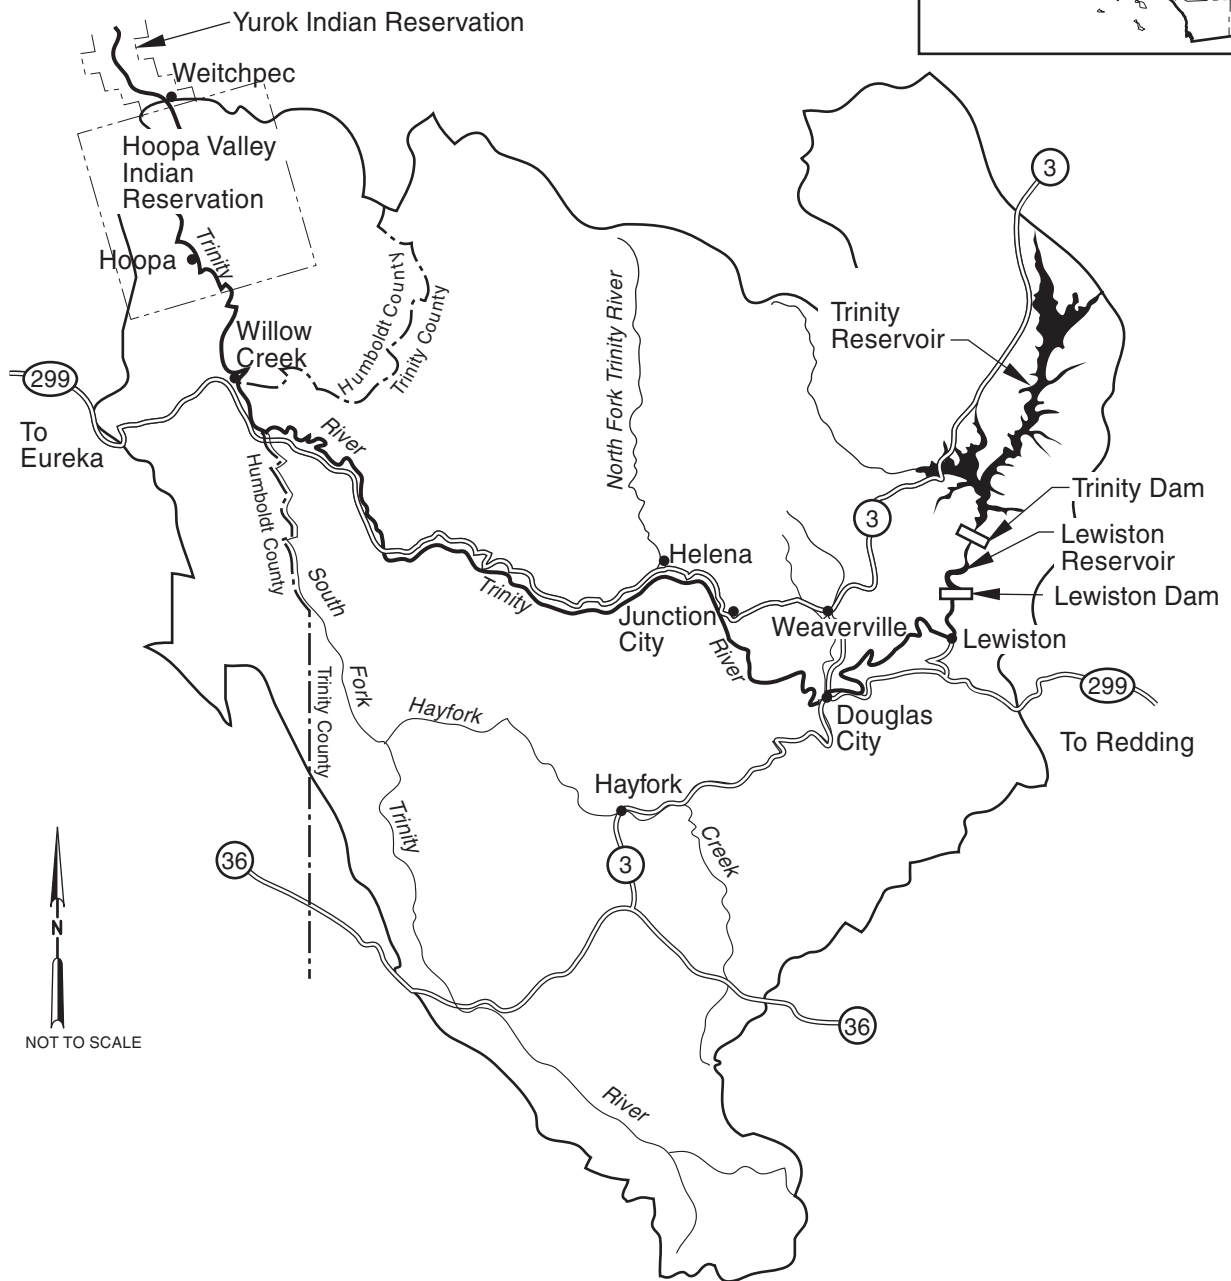 Yurok Indian Reservation
Weitchpec
Hoopa Valley
Indian
Reservation
3
Hoopa
Trinity
Humboldt County
Trinity County
North Fork Trinity River
Trinity
Reservoir
Willow
Creek
299
To
Eureka
River
Humboldt County
3
Trinity Dam
Lewiston
Reservoir
Lewiston Dam
Helena
South
Trinity
Junction
City
Weaverville
Lewiston
River
Fork
Trinity County
Hayfork
299
Douglas
City
To Redding
Hayfork
Trinity
Creek
36
3
N
NOT TO SCALE
36
River